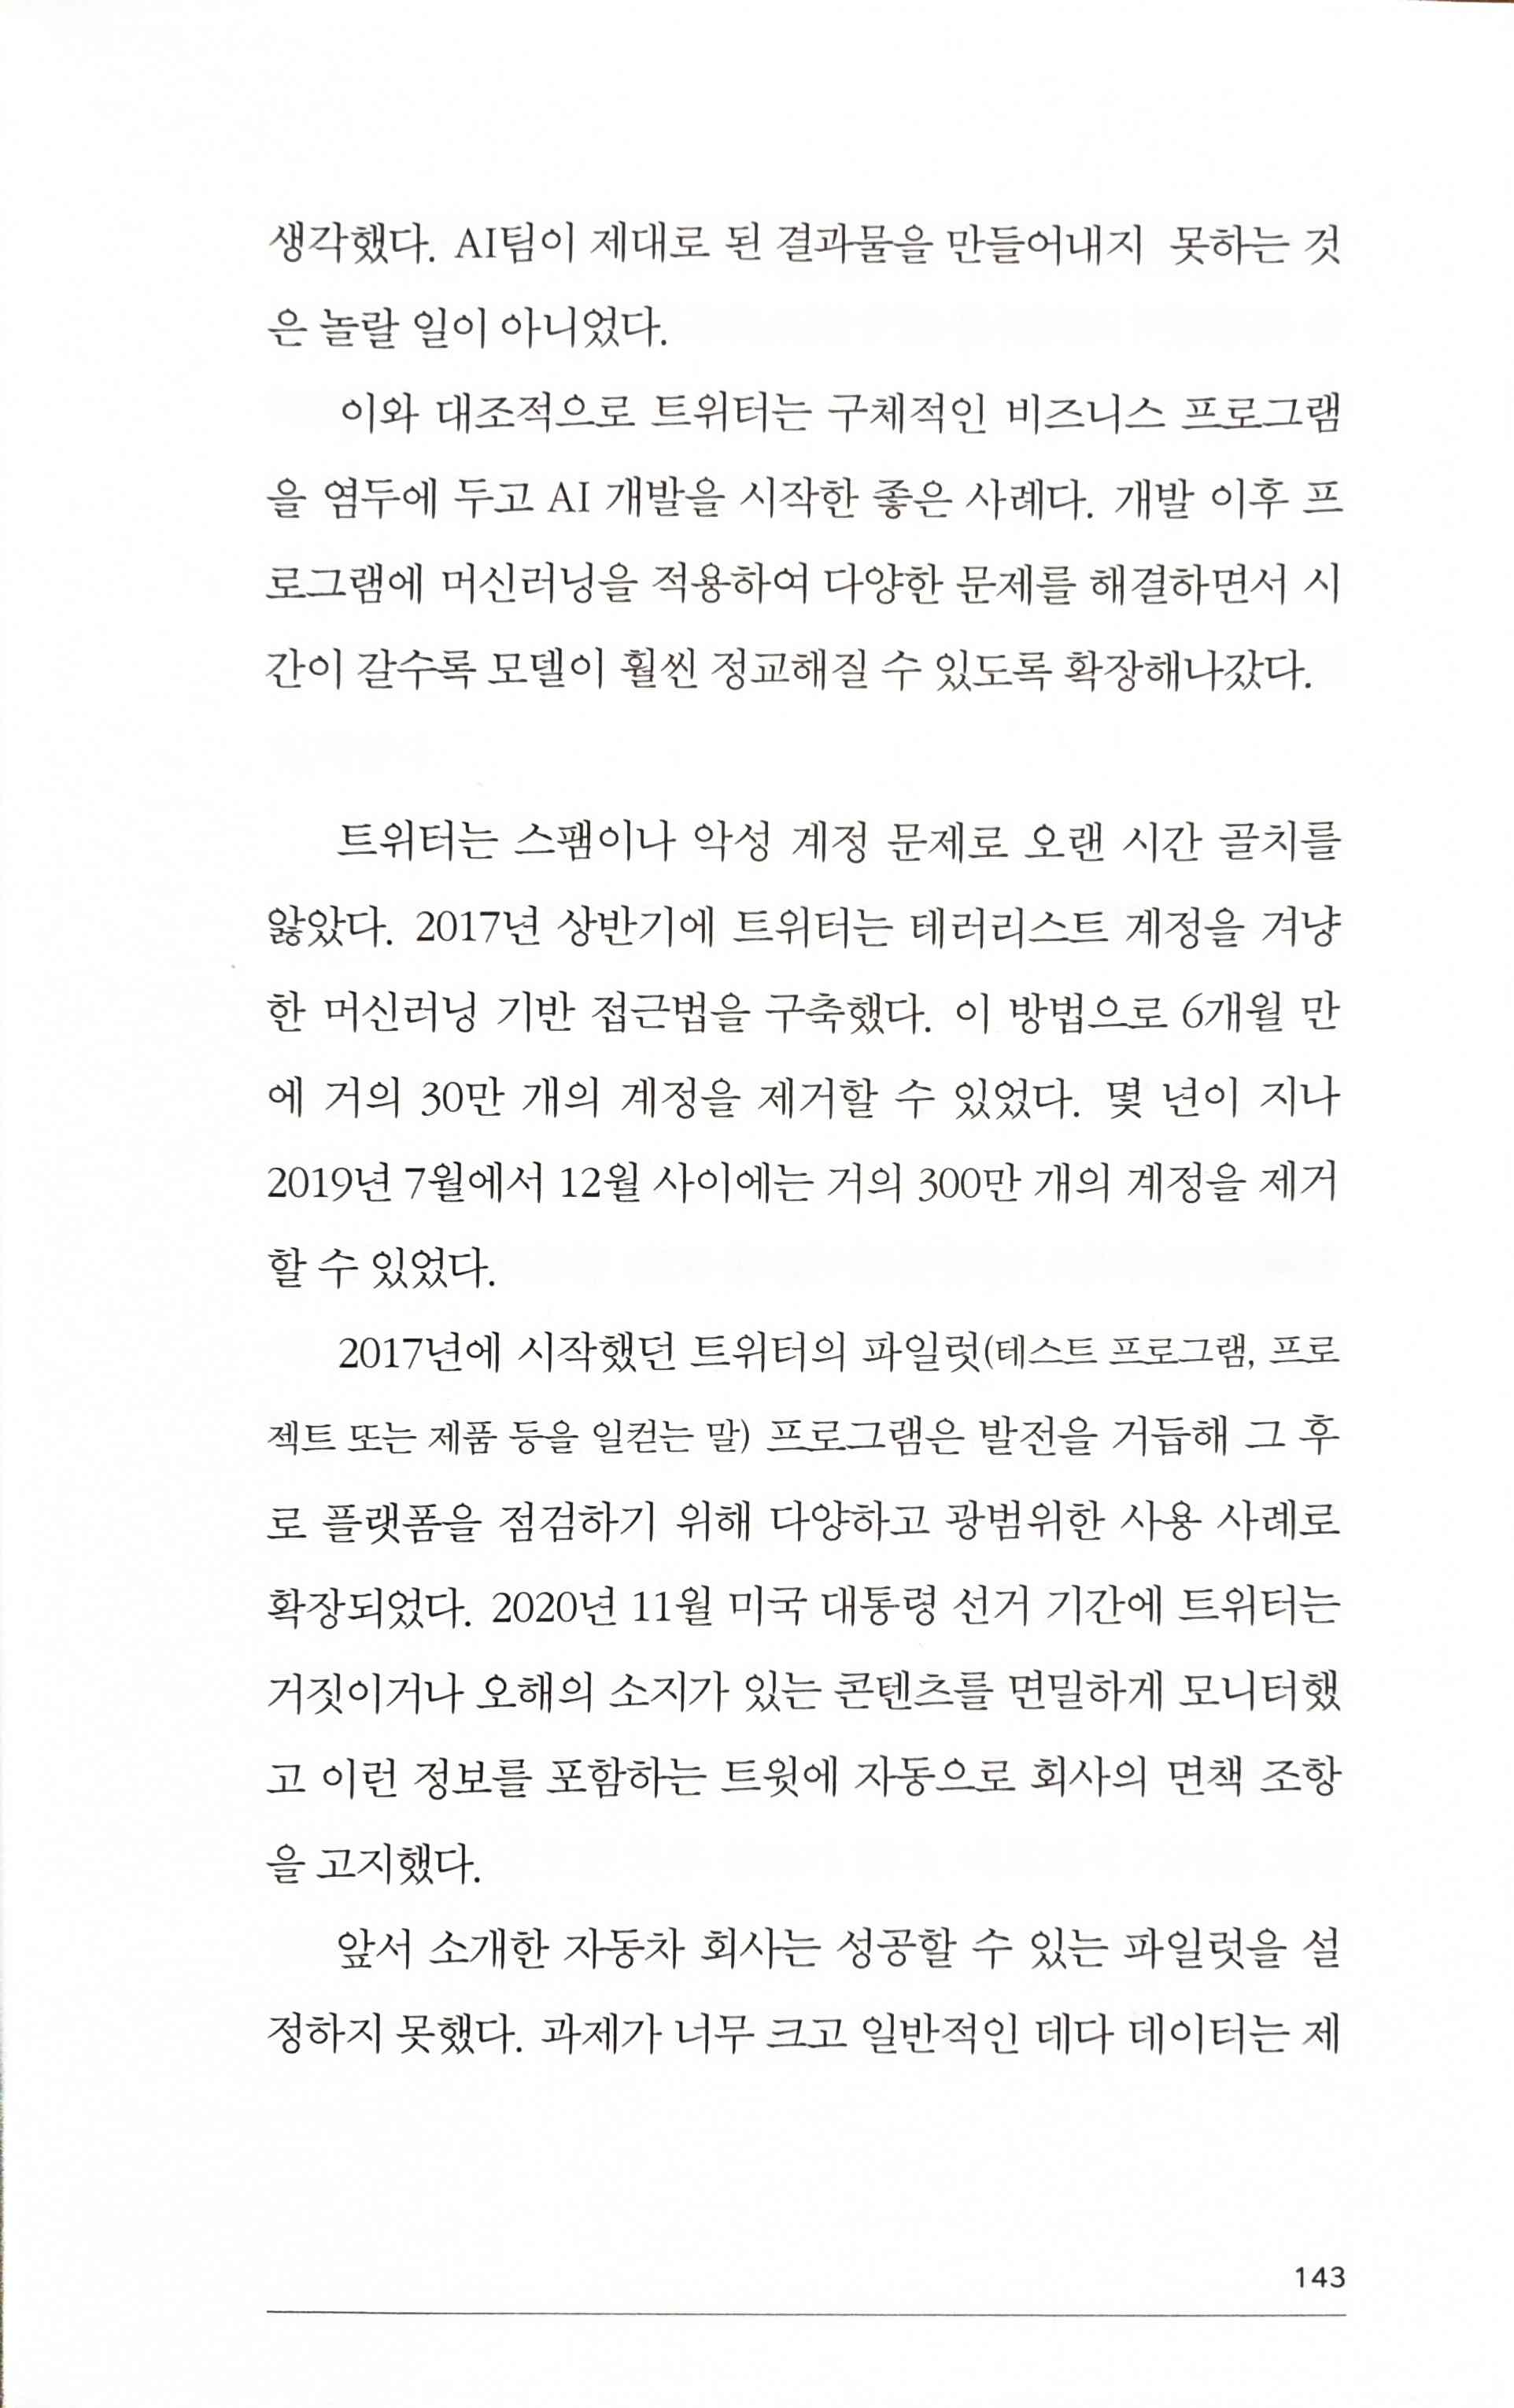 생각했다. AI팀이 제대로 된 결과물을 만들어내지 못하는 것
은 놀랄 일이 아니었다.
이와 대조적으로 트위터는 구체적인 비즈니스 프로그램
을 염두에 두고 AI 개발을 시작한 좋은 사례다. 개발 이후 프
로그램에 머신러닝을 적용하여 다양한 문제를 해결하면서 시
간이 갈수록 모델이 훨씬 정교해질 수 있도록 확장해나갔다.
트위터는 스팸이나 악성 계정 문제로 오랜 시간 골치를
앓았다. 2017년 상반기에 트위터는 테러리스트 계정을 겨냥
한 머신러닝 기반 접근법을 구축했다. 이 방법으로 6개월 만
에 거의 30만 개의 계정을 제거할 수 있었다. 몇 년이 지나
2019년 7월에서 12월 사이에는 거의 300만 개의 계정을 제거
할 수 있었다.
2017년에 시작했던 트위터의 파일럿(테스트 프로그램, 프로
젝트 또는 제품 등을 일컫는 말) 프로그램은 발전을 거듭해 그 후
로 플랫폼을 점검하기 위해 다양하고 광범위한 사용 사례로
확장되었다. 2020년 11월 미국 대통령 선거 기간에 트위터는
거짓이거나 오해의 소지가 있는 콘텐츠를 면밀하게 모니터했
고 이런 정보를 포함하는 트윗에 자동으로 회사의 면책 조항
을 고지했다.
앞서 소개한 자동차 회사는 성공할 수 있는 파일럿을 설
정하지 못했다. 과제가 너무 크고 일반적인 데다 데이터는 제
143